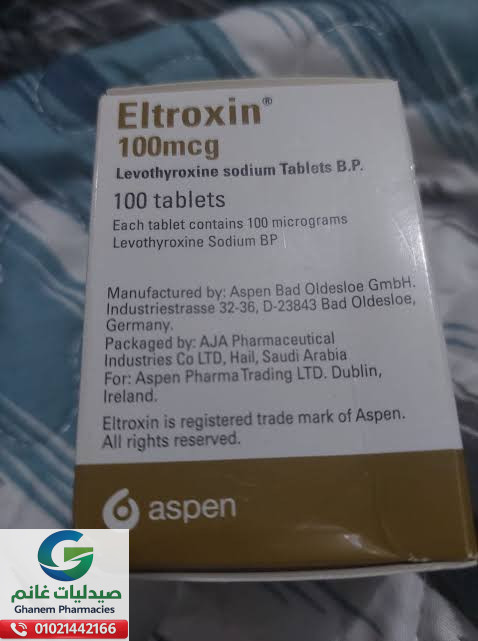 Eltroxin®
100mcg
Levothyroxine sodium Tablets B.P.
100 tablets
Each tablet contains 100 micrograms
Levothyroxine Sodium BP
Manufactured by: Aspen Bad Oldesloe GmbH.
Industriestrasse 32-36, D-23843 Bad Oldesloe,
Germany.
Packaged by: AJA Pharmaceutical
Industries Co LTD, Hail, Saudi Arabia
For: Aspen Pharma Trading LTD. Dublin,
Ireland.
Eltroxin is registered trade mark of Aspen.
All rights reserved.
aspen
صيدليات غانم
Ghanem Pharmacies
01021442166